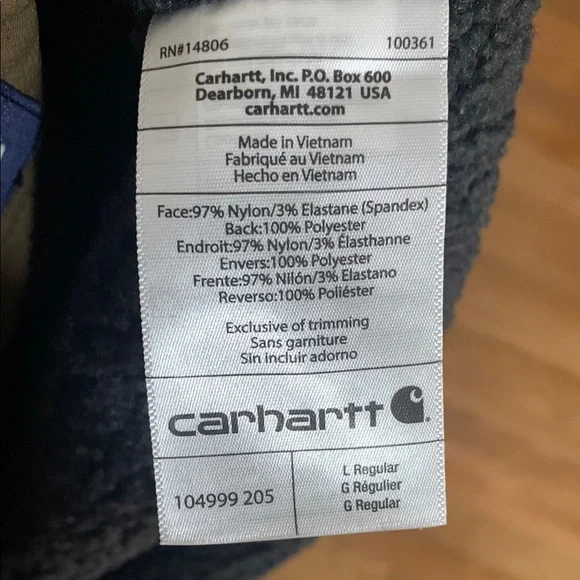 RN#14806 100361
Carhartt, Inc. P.O. Box 600
Dearborn, MI 48121 USA
carhartt.com
Made in Vietnam
Fabriqué au Vietnam
Hecho en Vietnam
Face:97% Nylon/3% Elastane (Spandex)
Back:100% Polyester
Endroit:97% Nylon/3% Élasthanne
Envers:100% Polyester
Frente:97% Nilón/3% Elastano
Reverso:100% Poliéster
Exclusive of trimming
Sans garniture
Sin incluir adorno
carhartt
104999 205
L Regular
G Régulier
G Regular